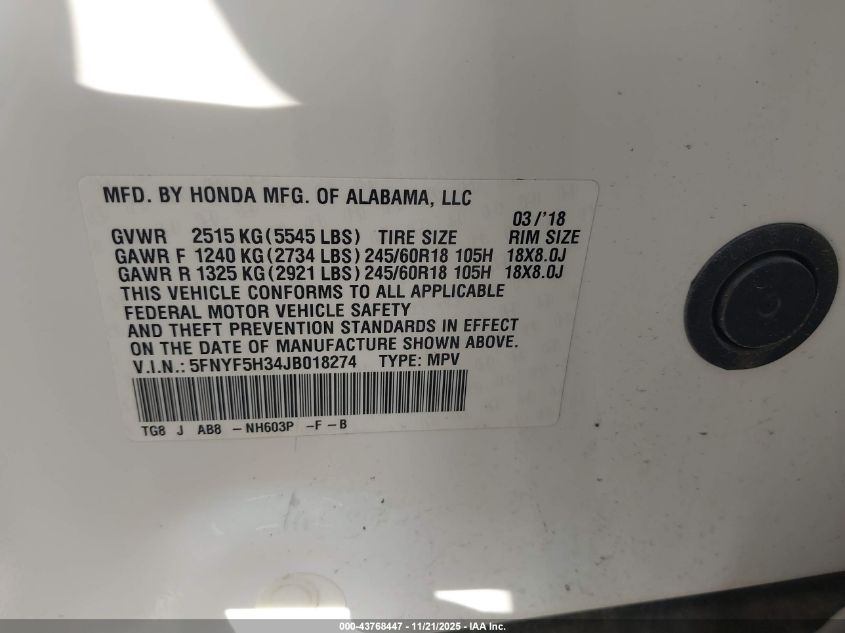 MFD. BY HONDA MFG. OF ALABAMA, LLC
03/'18
GVWR 2515 KG(5545 LBS) TIRE SIZE RIM SIZE
GAWR F 1240 KG(2734 LBS) 245/60R18 105H 18X8.0J
GAWR R 1325 KG(2921 LBS) 245/60R18 105H 18X8.0J
THIS VEHICLE CONFORMS TO ALL APPLICABLE
FEDERAL MOTOR VEHICLE SAFETY
AND THEFT PREVENTION STANDARDS IN EFFECT
ON THE DATE OF MANUFACTURE SHOWN ABOVE.
V.I.N.: 5FNYF5H34JB018274 TYPE: MPV
TG8 J AB8 -NH603P -F-B
000-43768447 - 11/21/2025 - IAA Inc.